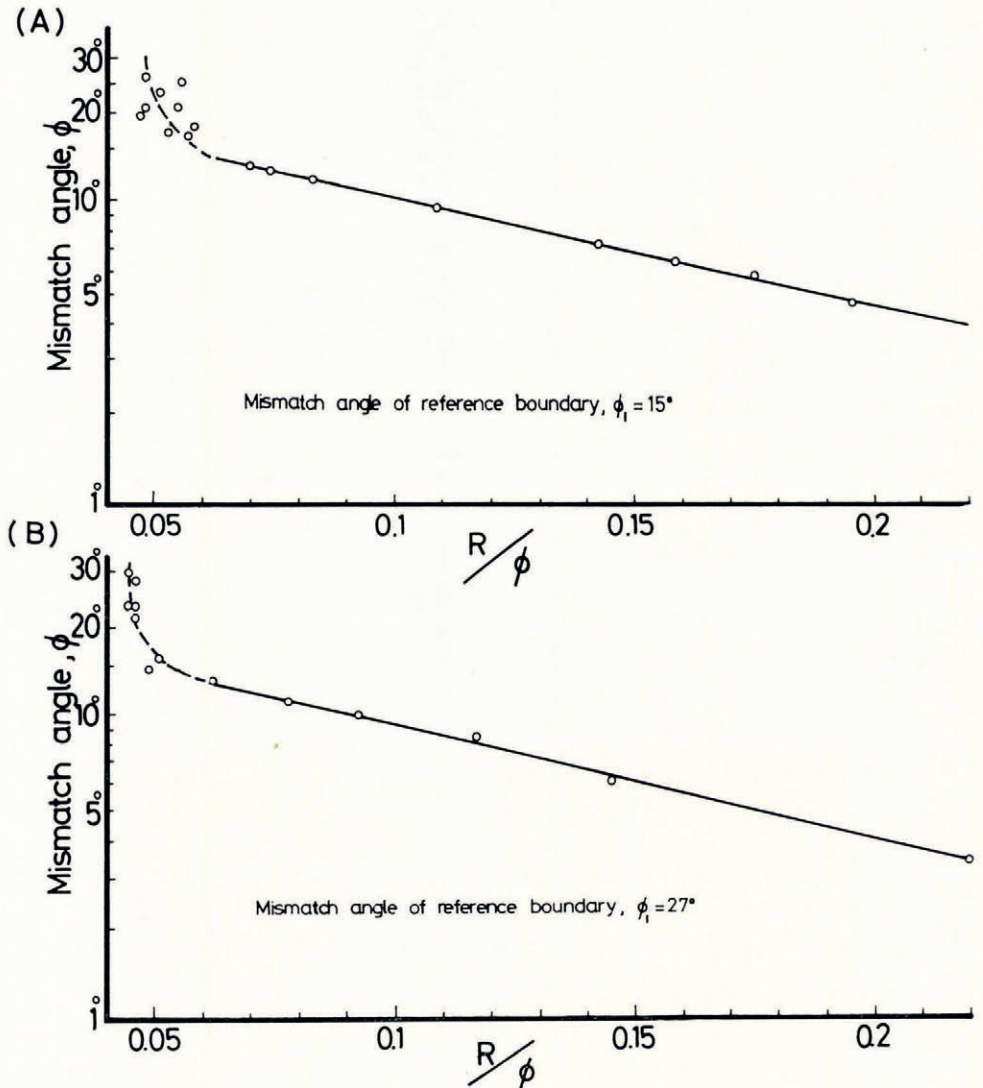 (A)
Mismatch angle, ϕ
30°
20°
10°
5°
1°
Mismatch angle of reference boundary, ϕ₁ = 15°
0.05 0.1 0.15 0.2
R/ϕ
(B)
Mismatch angle, ϕ
30°
20°
10°
5°
1°
Mismatch angle of reference boundary, ϕ₁ = 27°
0.05 0.1 0.15 0.2
R/ϕ